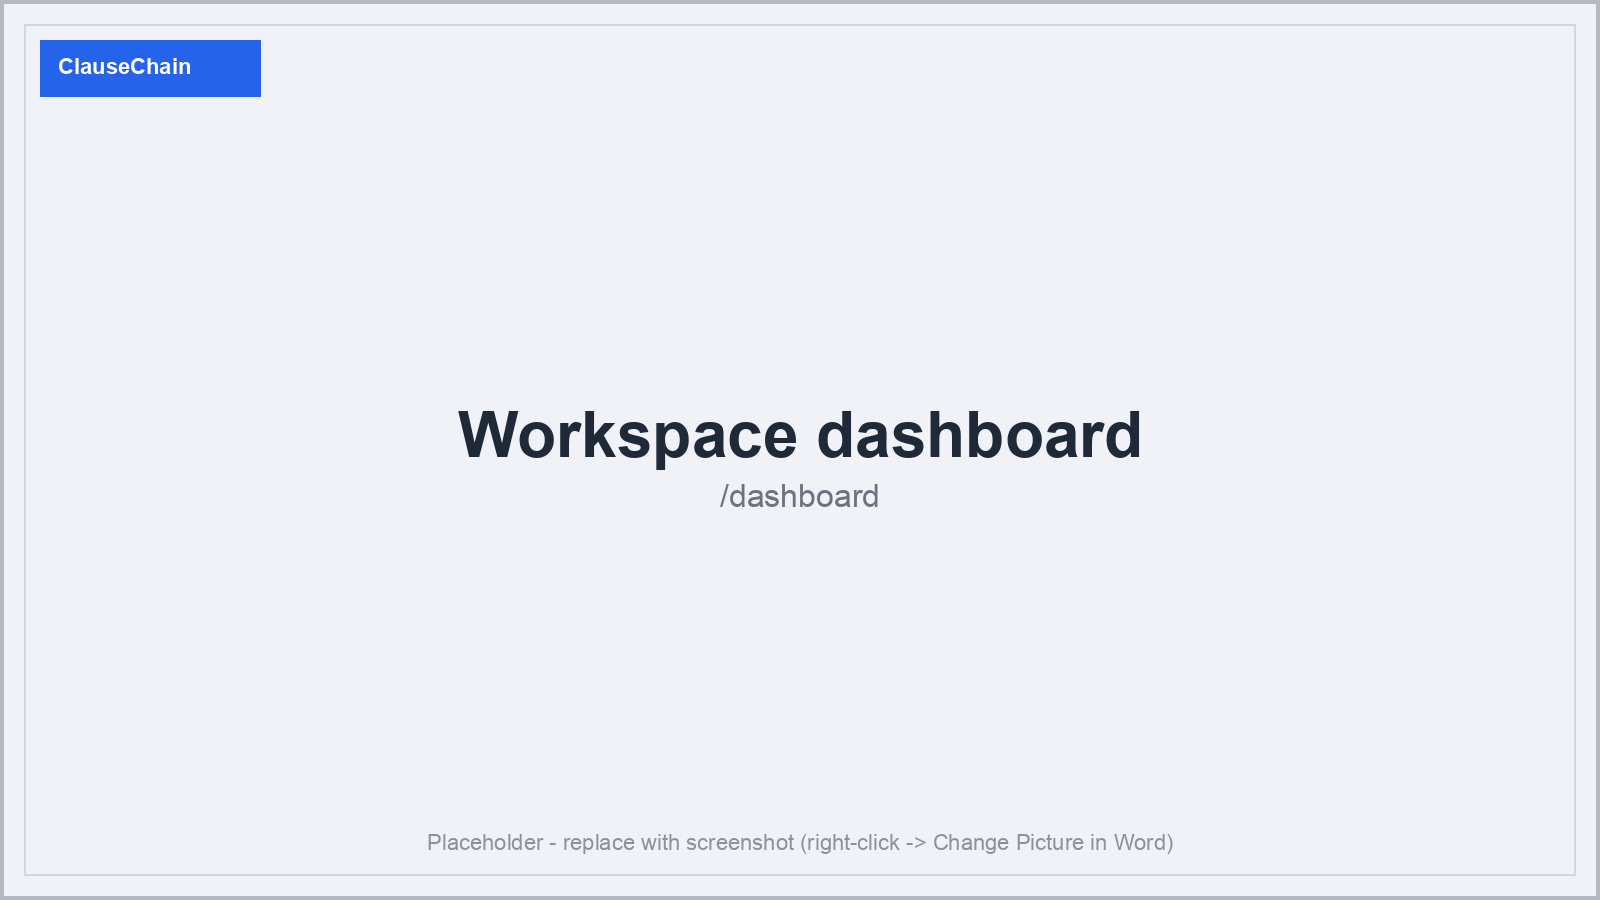 ClauseChain
Workspace dashboard
/dashboard
Placeholder - replace with screenshot (right-click -> Change Picture in Word)